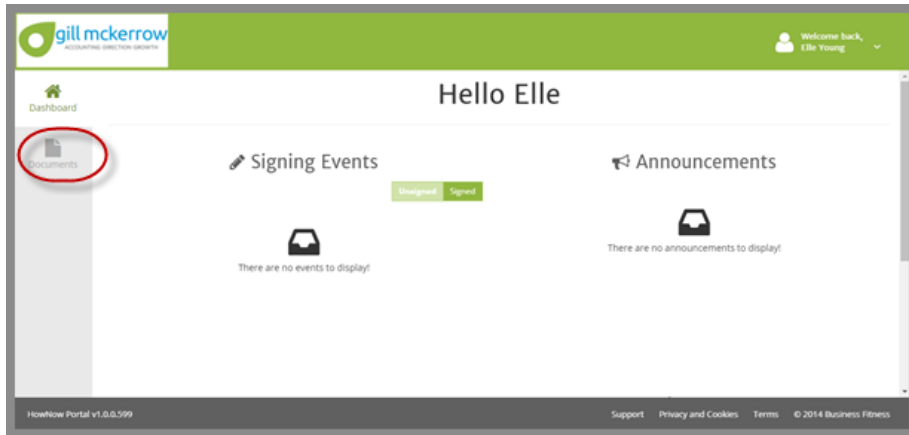 gill mckerrow
ACCOUNTING DIRECTION GROWTH
Welcome back,
Elle Young
Dashboard
Documents
Hello Elle
Signing Events
Unsigned Signed
There are no events to display!
Announcements
There are no announcements to display!
HowNow Portal v1.0.0.599
Support Privacy and Cookies Terms © 2014 Business Fitness